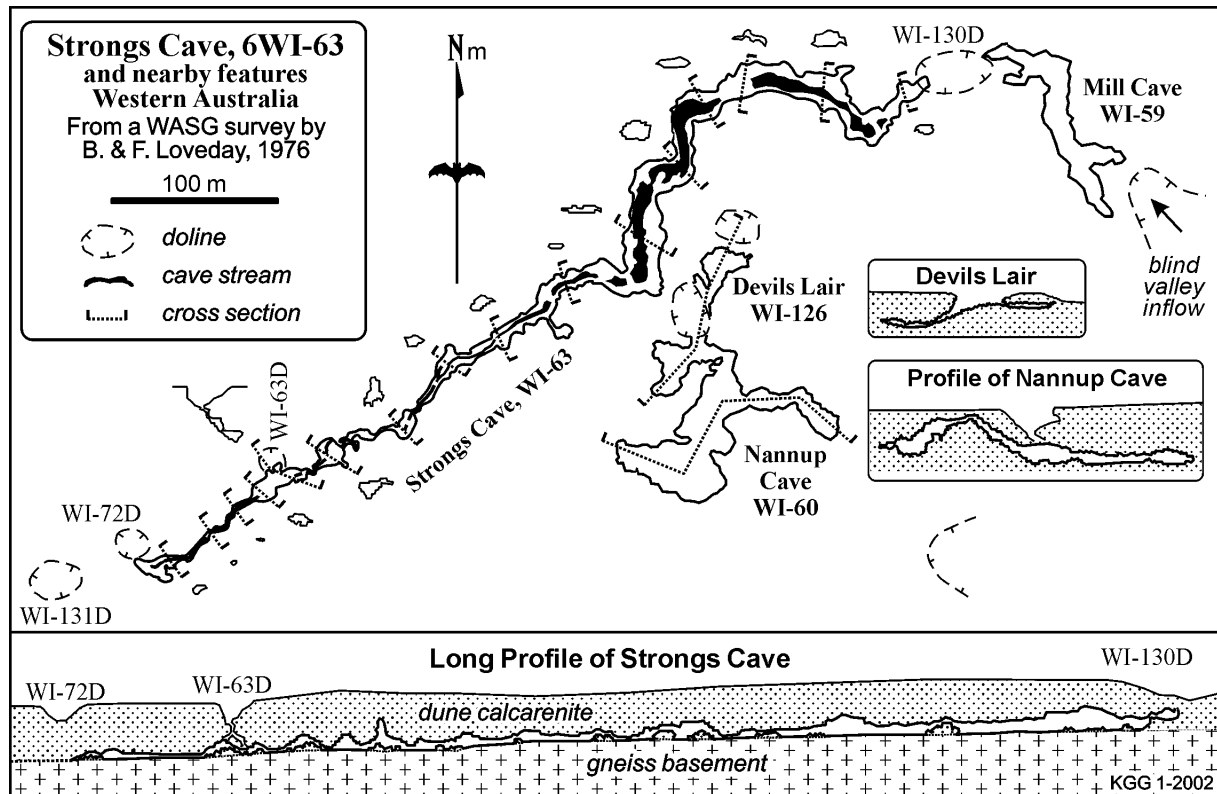 Strongs Cave, 6WI-63
and nearby features
Western Australia
From a WASG survey by
B. & F. Loveday, 1976
100 m
doline
cave stream
cross section
Nm
WI-130D
Mill Cave
WI-59
blind
valley
inflow
Devils Lair
WI-126
Devils Lair
Profile of Nannup Cave
Nannup
Cave
WI-60
Strongs Cave, WI-63
WI-63D
WI-72D
WI-131D
Long Profile of Strongs Cave
WI-72D
WI-63D
WI-130D
dune calcarenite
gneiss basement
KGG 1-2002